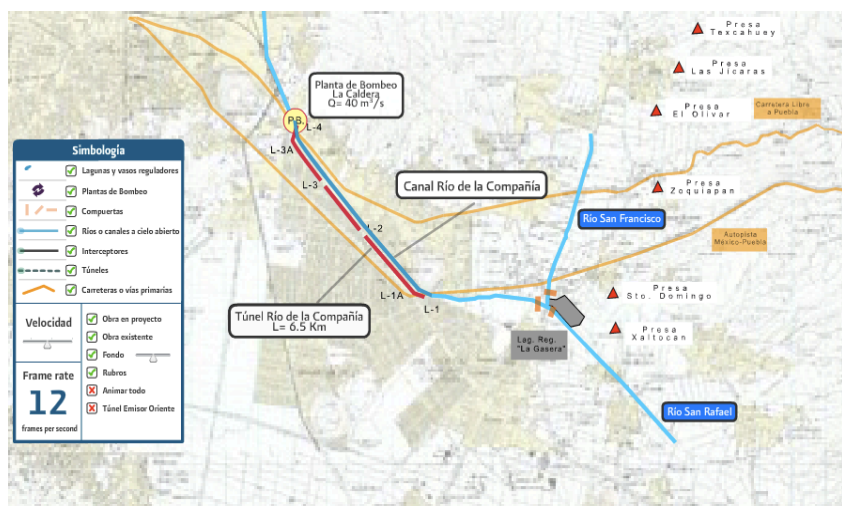 Presa
Texcahuey
Presa
Las Jícaras
Planta de Bombeo
La Caldera
Q= 40 m³/s
Presa
El Olivar
Carretera Libre
a Puebla
P.B.
L-4
L-3A
L-3
Canal Río de la Compañía
Presa
Zoquiapan
Río San Francisco
L-2
Autopista
México-Puebla
L-1A
L-1
Presa
Sto. Domingo
Túnel Río de la Compañía
L= 6.5 Km
Presa
Xaltocan
Lag. Reg.
"La Gasera"
Río San Rafael
Simbología
Lagunas y vasos reguladores
Plantas de Bombeo
Compuertas
Ríos o canales a cielo abierto
Interceptores
Túneles
Carreteras o vías primarias
Velocidad
Frame rate
12
frames per second
Obra en proyecto
Obra existente
Fondo
Rubros
Animar todo
Túnel Emisor Oriente